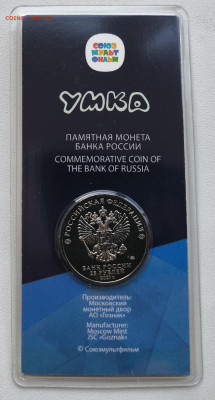 СОЮЗ
МУЛЬТ
ФИЛЬМ
УМКА
ПАМЯТНАЯ МОНЕТА
БАНКА РОССИИ
COMMEMORATIVE COIN OF
THE BANK OF RUSSIA
РОССИЙСКАЯ ФЕДЕРАЦИЯ
БАНК РОССИИ
25 РУБЛЕЙ
2021 г.
Производитель:
Московский
монетный двор
АО «Гознак»
Manufacturer:
Moscow Mint
JSC «Goznak»
© Союзмультфильм